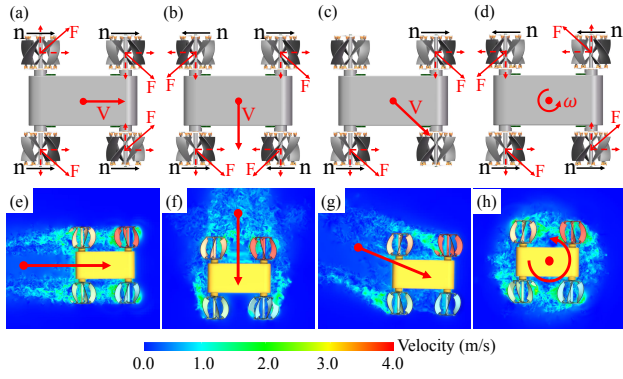 (a) (b) (c) (d)
n F n n n n F n
F F F F
V V V ω
F F
n F n F n F n F n F n F n
(e) (f) (g) (h)
Velocity (m/s)
0.0 1.0 2.0 3.0 4.0